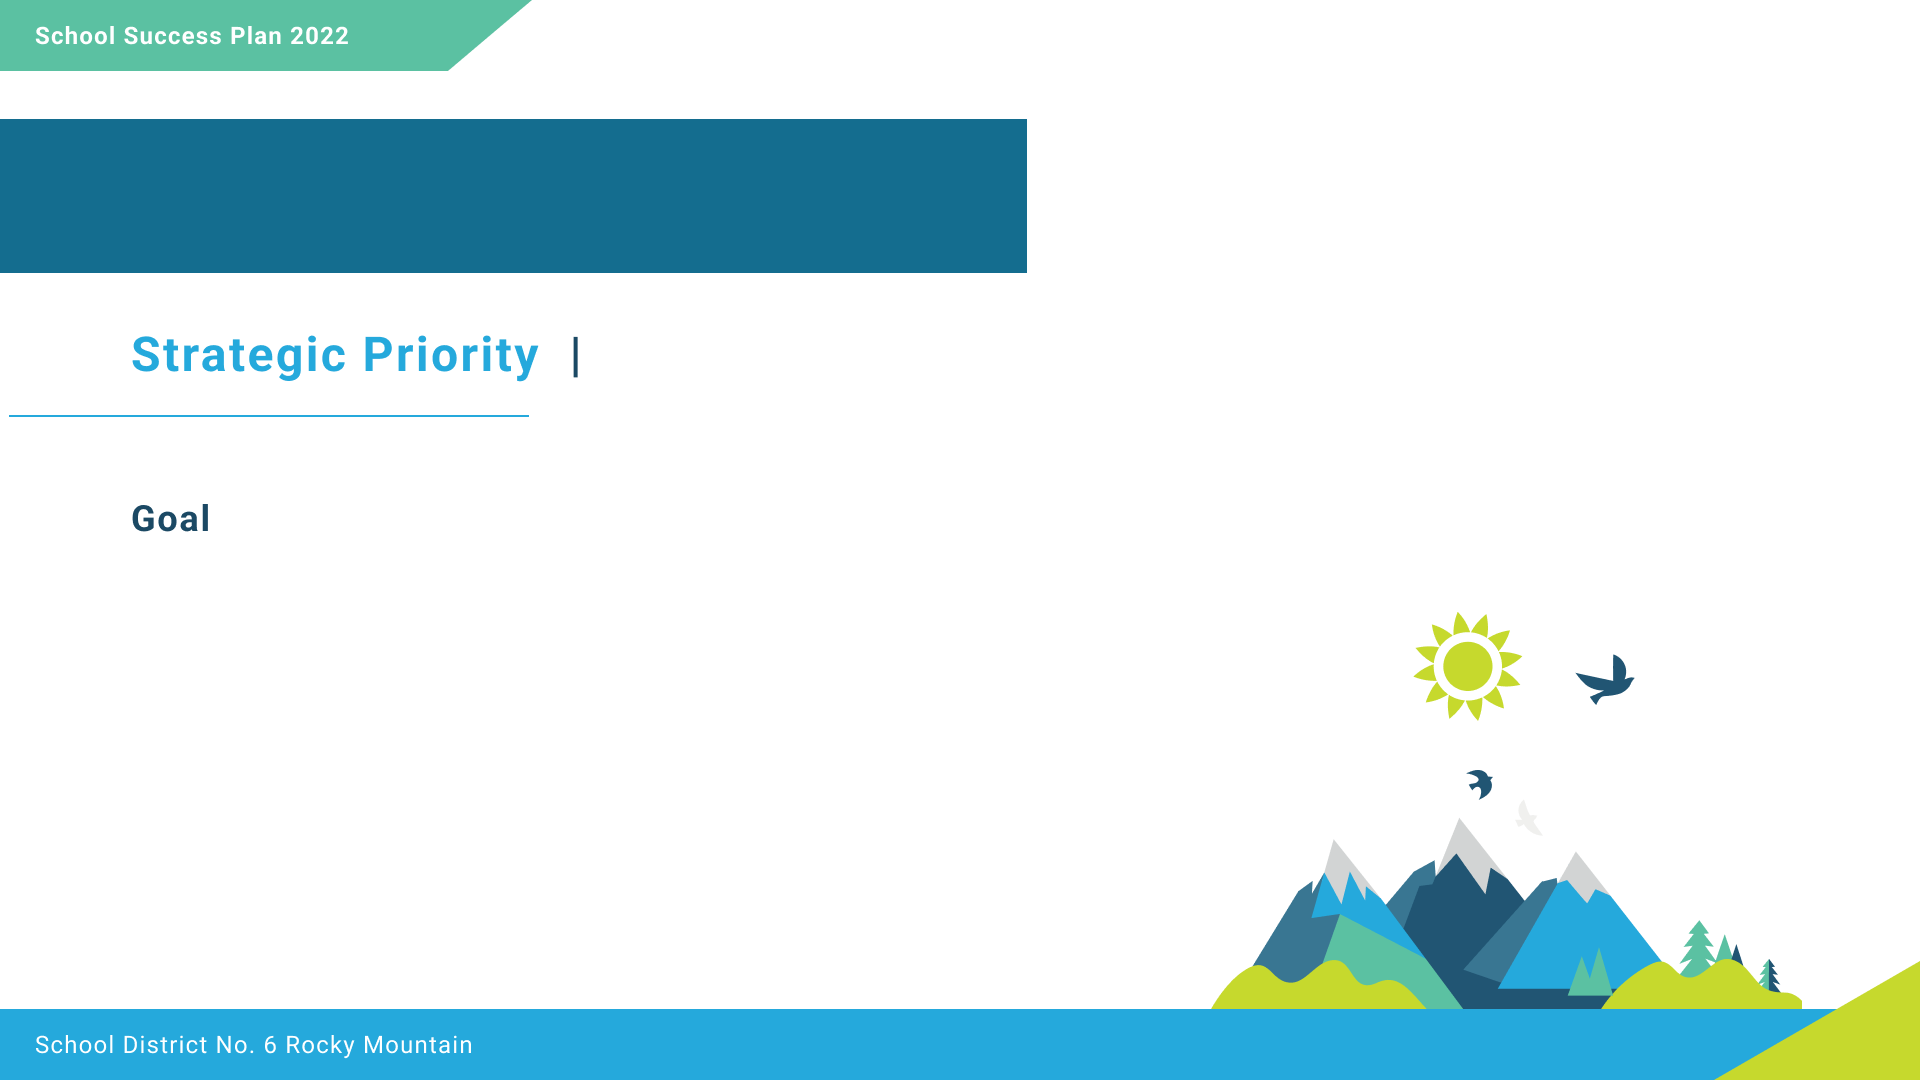 School Success Plan 2022
Strategic Priority |
Goal
School District No. 6 Rocky Mountain